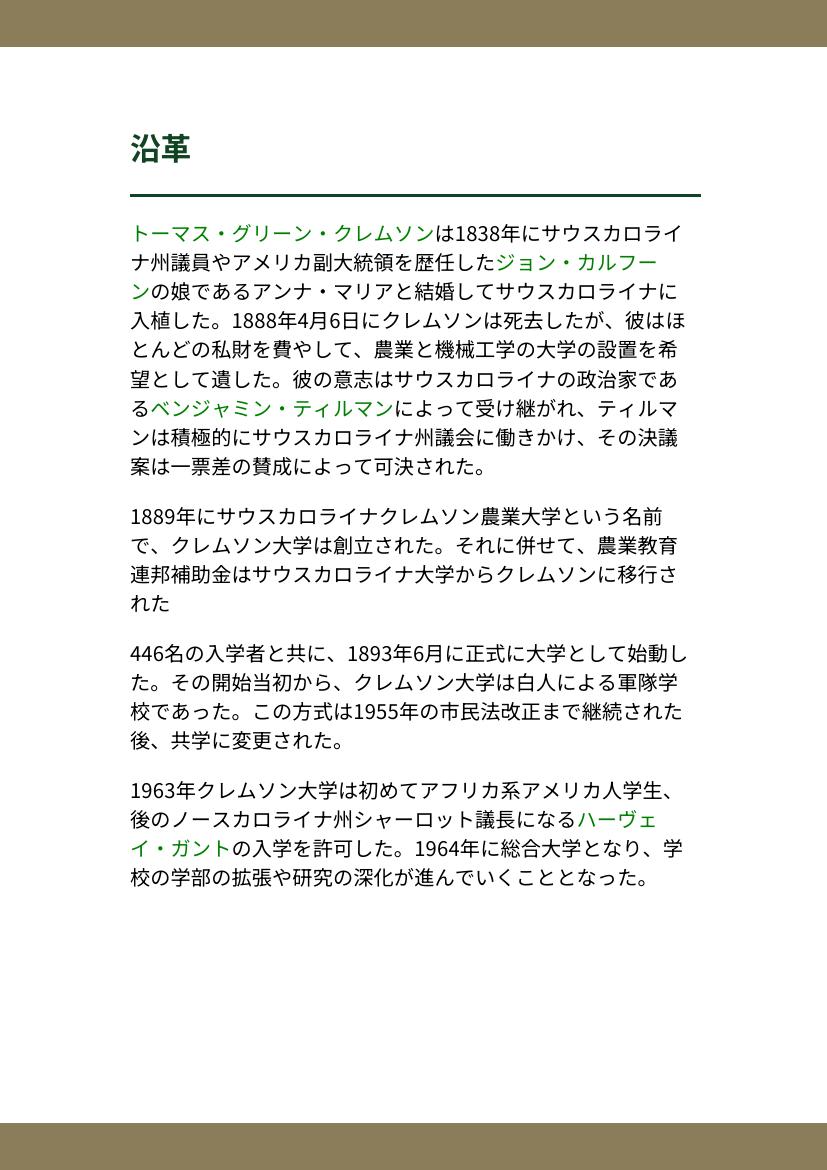 沿革
トーマス・グリーン・クレムソンは1838年にサウスカロライ
ナ州議員やアメリカ副大統領を歴任したジョン・カルフー
ンの娘であるアンナ・マリアと結婚してサウスカロライナに
入植した。1888年4月6日にクレムソンは死去したが、彼はほ
とんどの私財を費やして、農業と機械工学の大学の設置を希
望として遺した。彼の意志はサウスカロライナの政治家であ
るベンジャミン・ティルマンによって受け継がれ、ティルマ
ンは積極的にサウスカロライナ州議会に働きかけ、その決議
案は一票差の賛成によって可決された。
1889年にサウスカロライナクレムソン農業大学という名前
で、クレムソン大学は創立された。それに併せて、農業教育
連邦補助金はサウスカロライナ大学からクレムソンに移行さ
れた
446名の入学者と共に、1893年6月に正式に大学として始動し
た。その開始当初から、クレムソン大学は白人による軍隊学
校であった。この方式は1955年の市民法改正まで継続された
後、共学に変更された。
1963年クレムソン大学は初めてアフリカ系アメリカ人学生、
後のノースカロライナ州シャーロット議長になるハーヴェ
イ・ガントの入学を許可した。1964年に総合大学となり、学
校の学部の拡張や研究の深化が進んでいくこととなった。